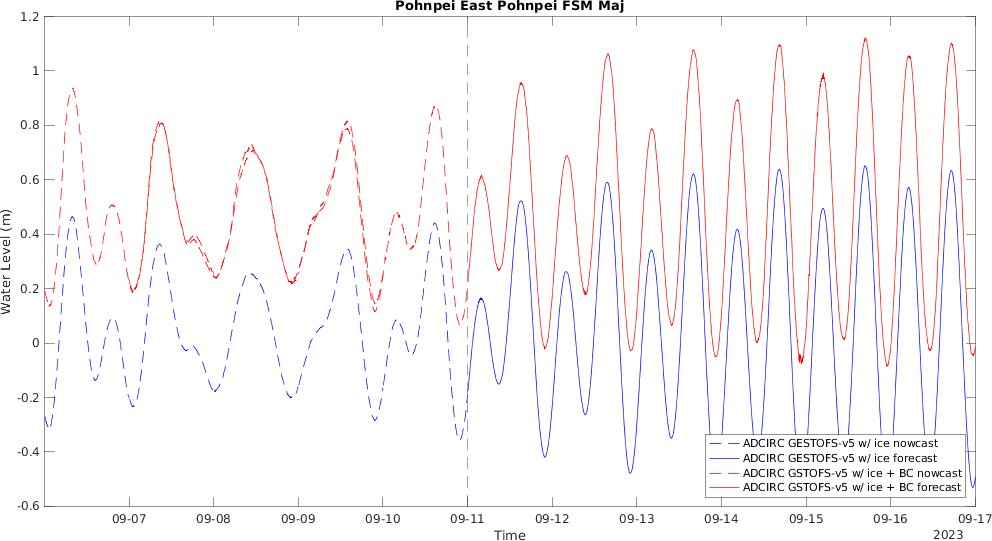 Pohnpei East Pohnpei FSM Maj
1.2
1
0.8
0.6
0.4
0.2
0
-0.2
-0.4
-0.6
Water Level (m)
ADCIRC GESTOFS-v5 w/ ice nowcast
ADCIRC GESTOFS-v5 w/ ice forecast
ADCIRC GSTOFS-v5 w/ ice + BC nowcast
ADCIRC GSTOFS-v5 w/ ice + BC forecast
09-07 09-08 09-09 09-10 09-11 09-12 09-13 09-14 09-15 09-16 09-17
Time
2023